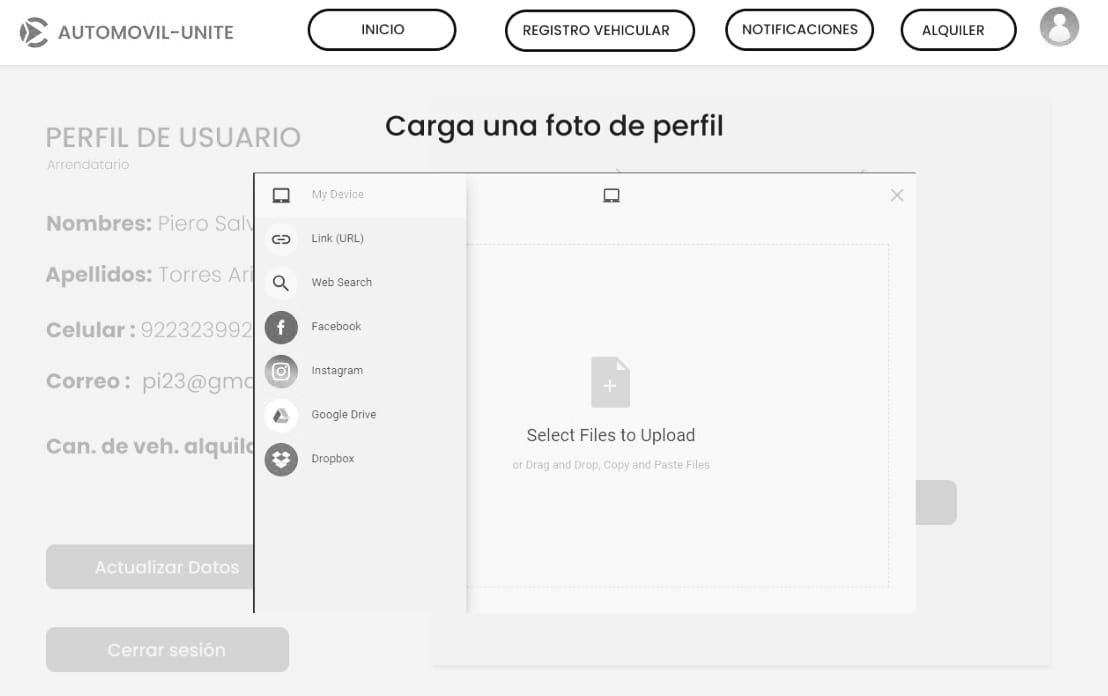 AUTOMOVIL-UNITE
INICIO
REGISTRO VEHICULAR
NOTIFICACIONES
ALQUILER
PERFIL DE USUARIO
Arrendatario
Carga una foto de perfil
Nombres: Piero Salv
Apellidos: Torres Ari
Celular : 922323992
Correo : pi23@gmc
Can. de veh. alquila
Actualizar Datos
Cerrar sesión
My Device
Link (URL)
Web Search
Facebook
Instagram
Google Drive
Dropbox
Select Files to Upload
or Drag and Drop, Copy and Paste Files